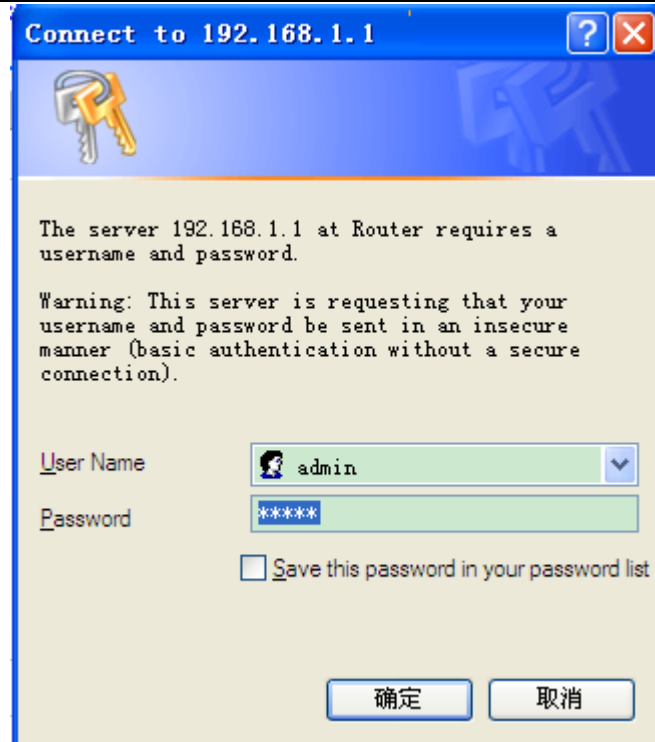 Connect to 192.168.1.1
The server 192.168.1.1 at Router requires a
username and password.
Warning: This server is requesting that your
username and password be sent in an insecure
manner (basic authentication without a secure
connection).
User Name
admin
Password
*****
Save this password in your password list
确定
取消